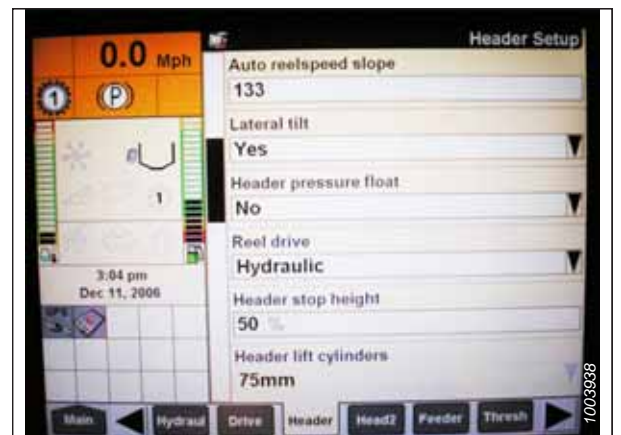 Header Setup
0.0 Mph
Auto reelspeed slope
133
1 (P)
Lateral tilt
Yes
1
Header pressure float
No
Reel drive
Hydraulic
3:04 pm
Dec 11, 2006
Header stop height
50 %
GPS
Header lift cylinders
75mm
Main
Hydraul
Drive
Header
Head2
Feeder
Thresh
1003938